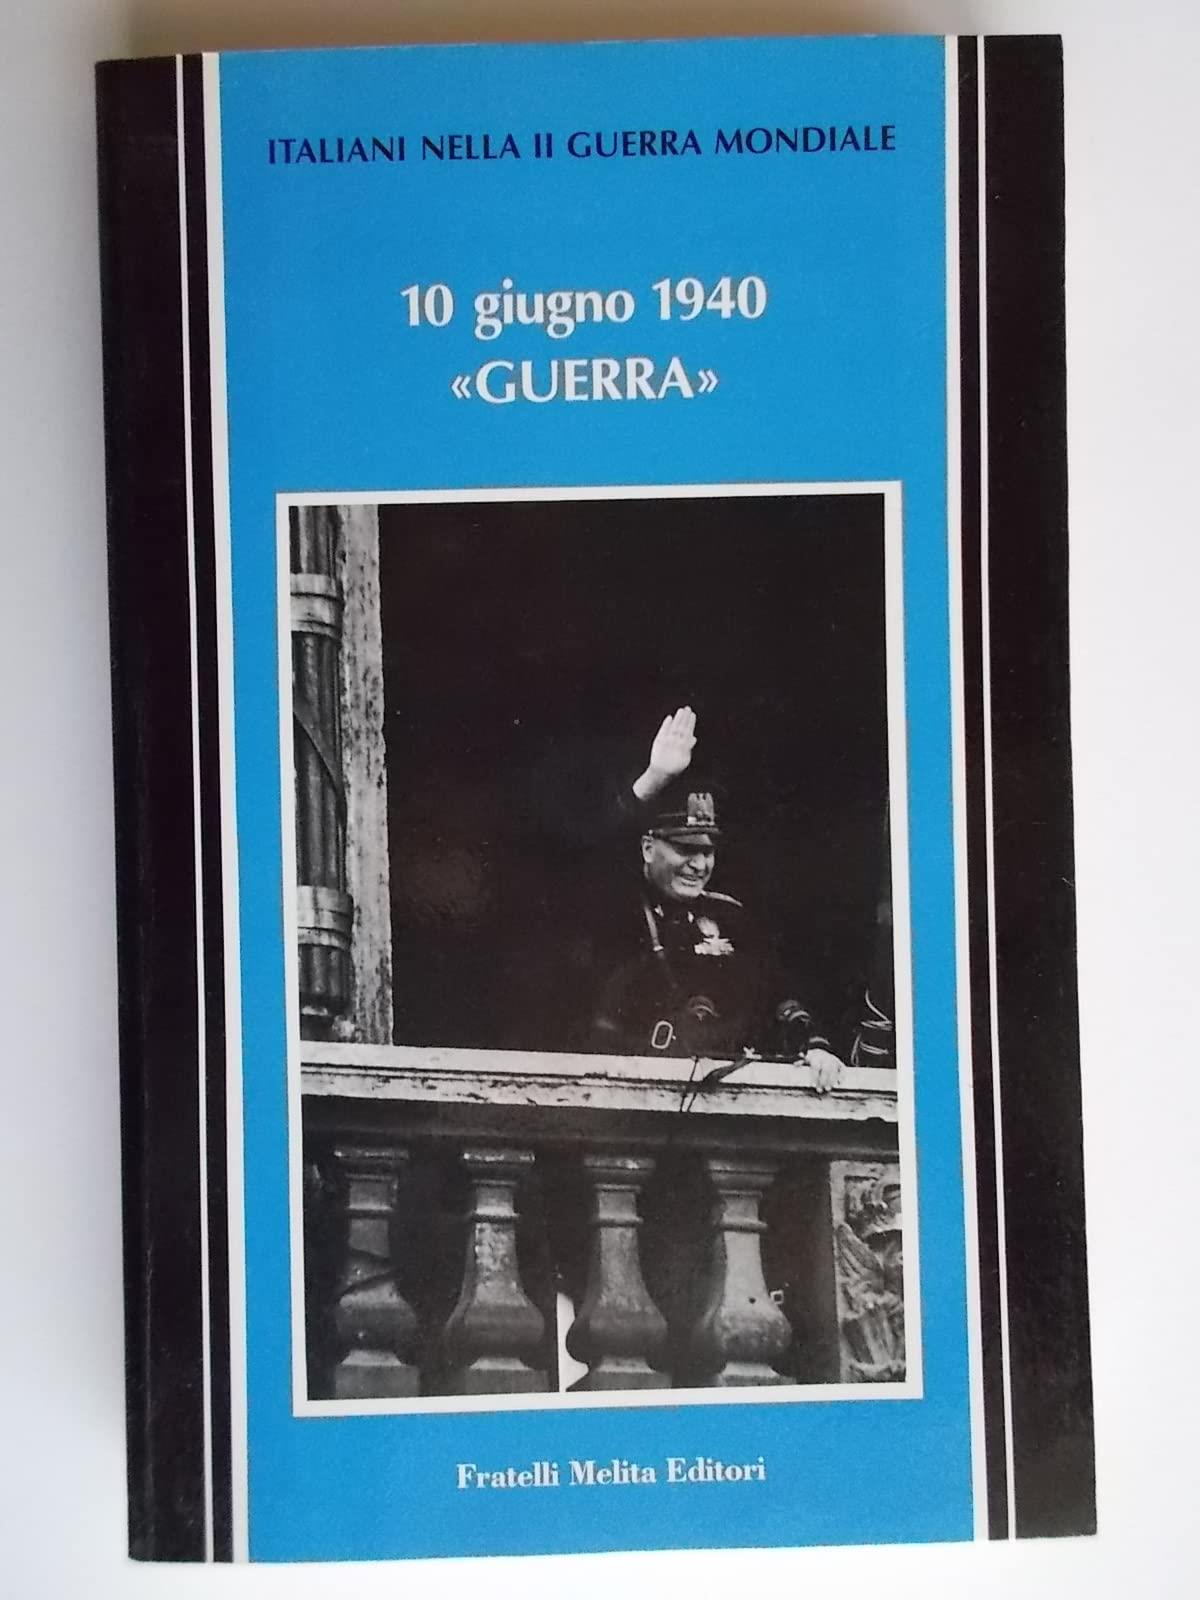 ITALIANI NELLA II GUERRA MONDIALE
10 giugno 1940
«GUERRA»
Fratelli Melita Editori